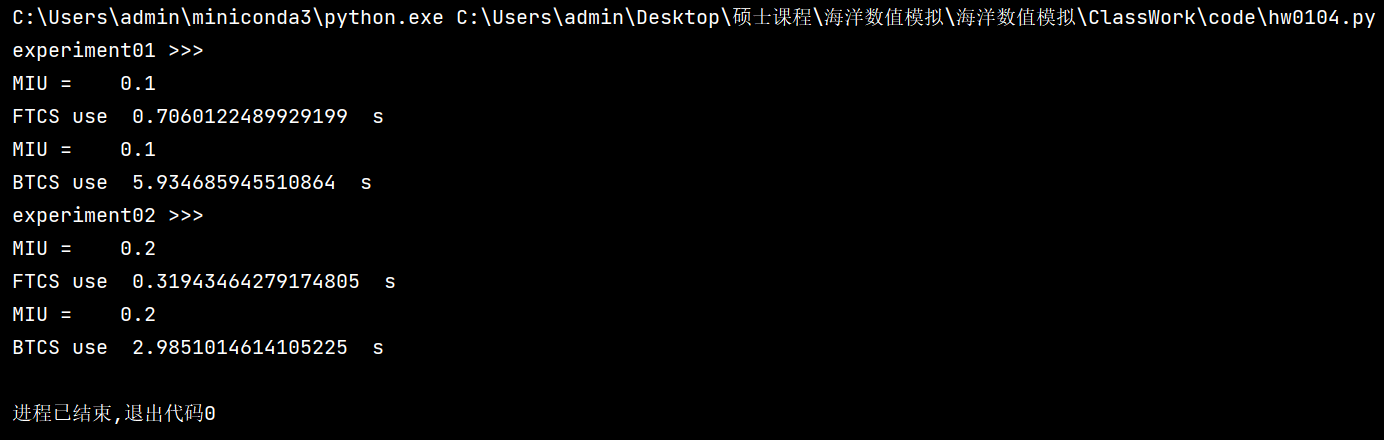 C:\Users\admin\miniconda3\python.exe C:\Users\admin\Desktop\硕士课程\海洋数值模拟\海洋数值模拟\ClassWork\code\hw0104.py
experiment01 >>>
MIU =    0.1
FTCS use  0.7060122489929199  s
MIU =    0.1
BTCS use  5.934685945510864  s
experiment02 >>>
MIU =    0.2
FTCS use  0.31943464279174805  s
MIU =    0.2
BTCS use  2.9851014614105225  s
进程已结束,退出代码0